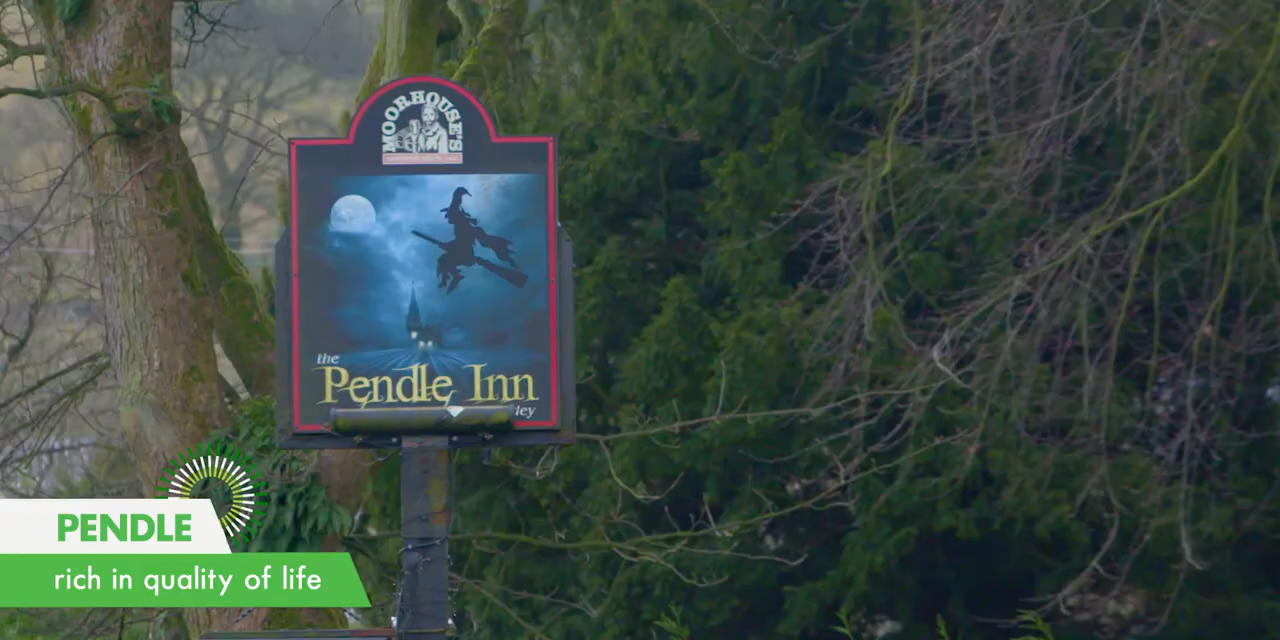 MOORHOUSE'S
the
Pendle Inn
PENDLE
rich in quality of life